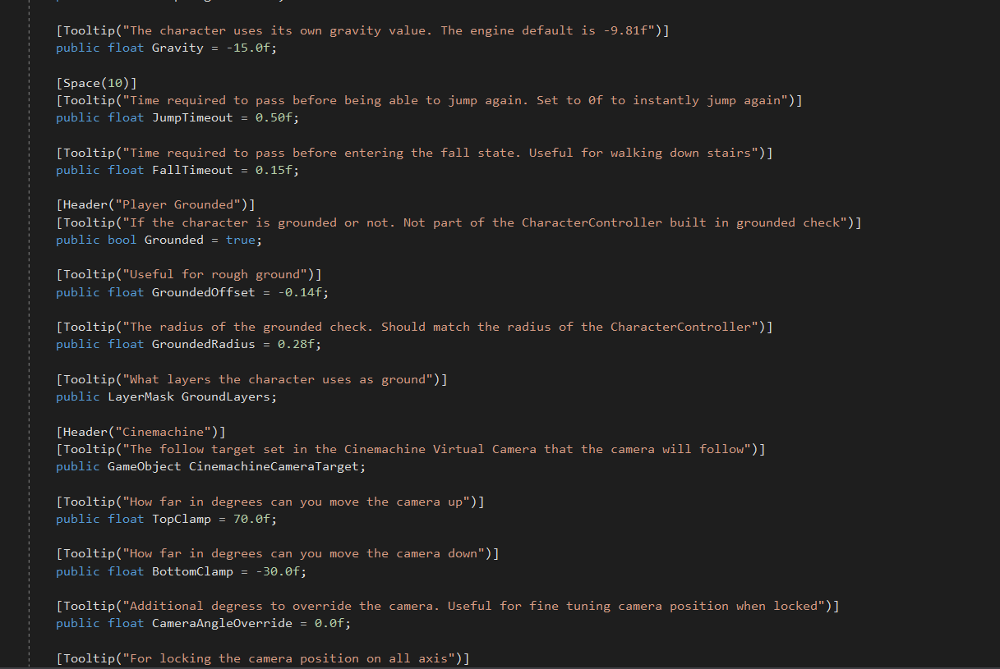 [Tooltip("The character uses its own gravity value. The engine default is -9.81f")]
public float Gravity = -15.0f;
[Space(10)]
[Tooltip("Time required to pass before being able to jump again. Set to 0f to instantly jump again")]
public float JumpTimeout = 0.50f;
[Tooltip("Time required to pass before entering the fall state. Useful for walking down stairs")]
public float FallTimeout = 0.15f;
[Header("Player Grounded")]
[Tooltip("If the character is grounded or not. Not part of the CharacterController built in grounded check")]
public bool Grounded = true;
[Tooltip("Useful for rough ground")]
public float GroundedOffset = -0.14f;
[Tooltip("The radius of the grounded check. Should match the radius of the CharacterController")]
public float GroundedRadius = 0.28f;
[Tooltip("What layers the character uses as ground")]
public LayerMask GroundLayers;
[Header("Cinemachine")]
[Tooltip("The follow target set in the Cinemachine Virtual Camera that the camera will follow")]
public GameObject CinemachineCameraTarget;
[Tooltip("How far in degrees can you move the camera up")]
public float TopClamp = 70.0f;
[Tooltip("How far in degrees can you move the camera down")]
public float BottomClamp = -30.0f;
[Tooltip("Additional degress to override the camera. Useful for fine tuning camera position when locked")]
public float CameraAngleOverride = 0.0f;
[Tooltip("For locking the camera position on all axis")]